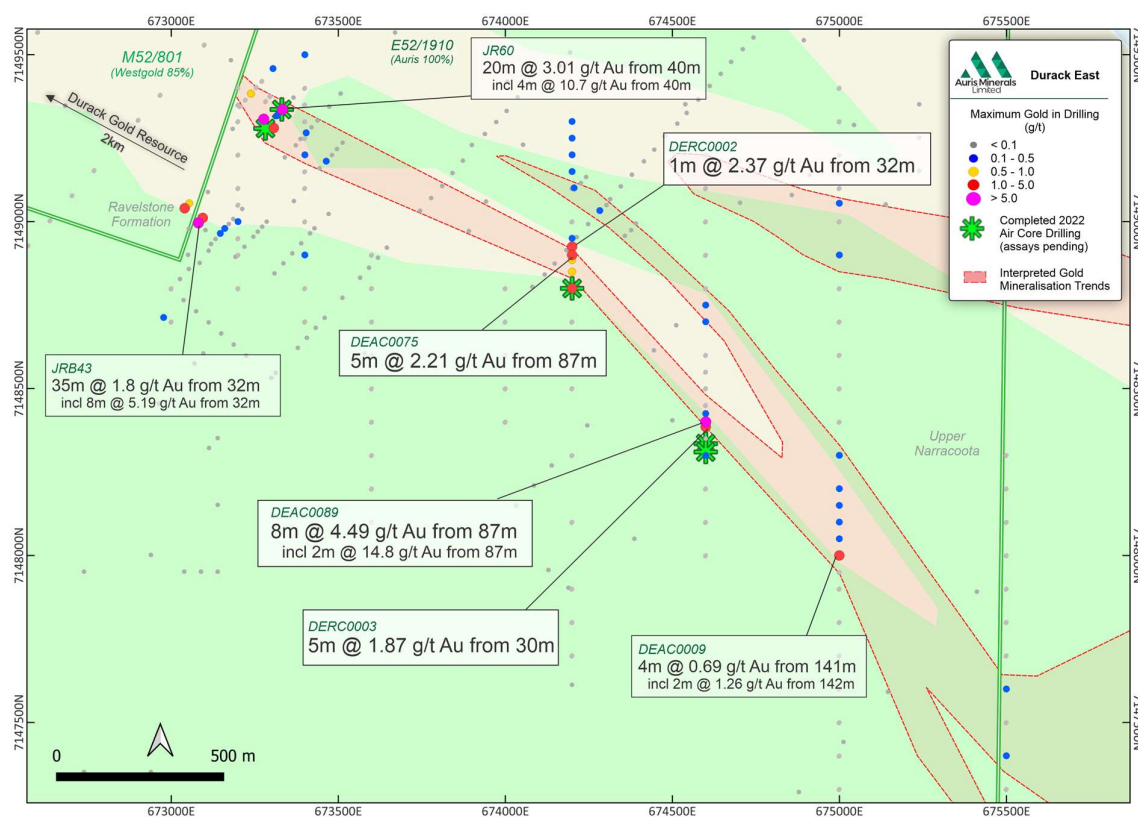 673000E
673500E
674000E
674500E
675000E
675500E
7149500N
7149000N
7148500N
7148000N
7147500N
M52/801
(Westgold 85%)
E52/1910
(Auris 100%)
Durack Gold Resource
2km
Ravelstone
Formation
Upper
Narracoota
JR60
20m @ 3.01 g/t Au from 40m
incl 4m @ 10.7 g/t Au from 40m
DERC0002
1m @ 2.37 g/t Au from 32m
DEAC0075
5m @ 2.21 g/t Au from 87m
JRB43
35m @ 1.8 g/t Au from 32m
incl 8m @ 5.19 g/t Au from 32m
DEAC0089
8m @ 4.49 g/t Au from 87m
incl 2m @ 14.8 g/t Au from 87m
DERC0003
5m @ 1.87 g/t Au from 30m
DEAC0009
4m @ 0.69 g/t Au from 141m
incl 2m @ 1.26 g/t Au from 142m
Auris Minerals
Limited
Durack East
Maximum Gold in Drilling
(g/t)
< 0.1
0.1 - 0.5
0.5 - 1.0
1.0 - 5.0
> 5.0
Completed 2022
Air Core Drilling
(assays pending)
Interpreted Gold
Mineralisation Trends
0
500 m
673000E
673500E
674000E
674500E
675000E
675500E